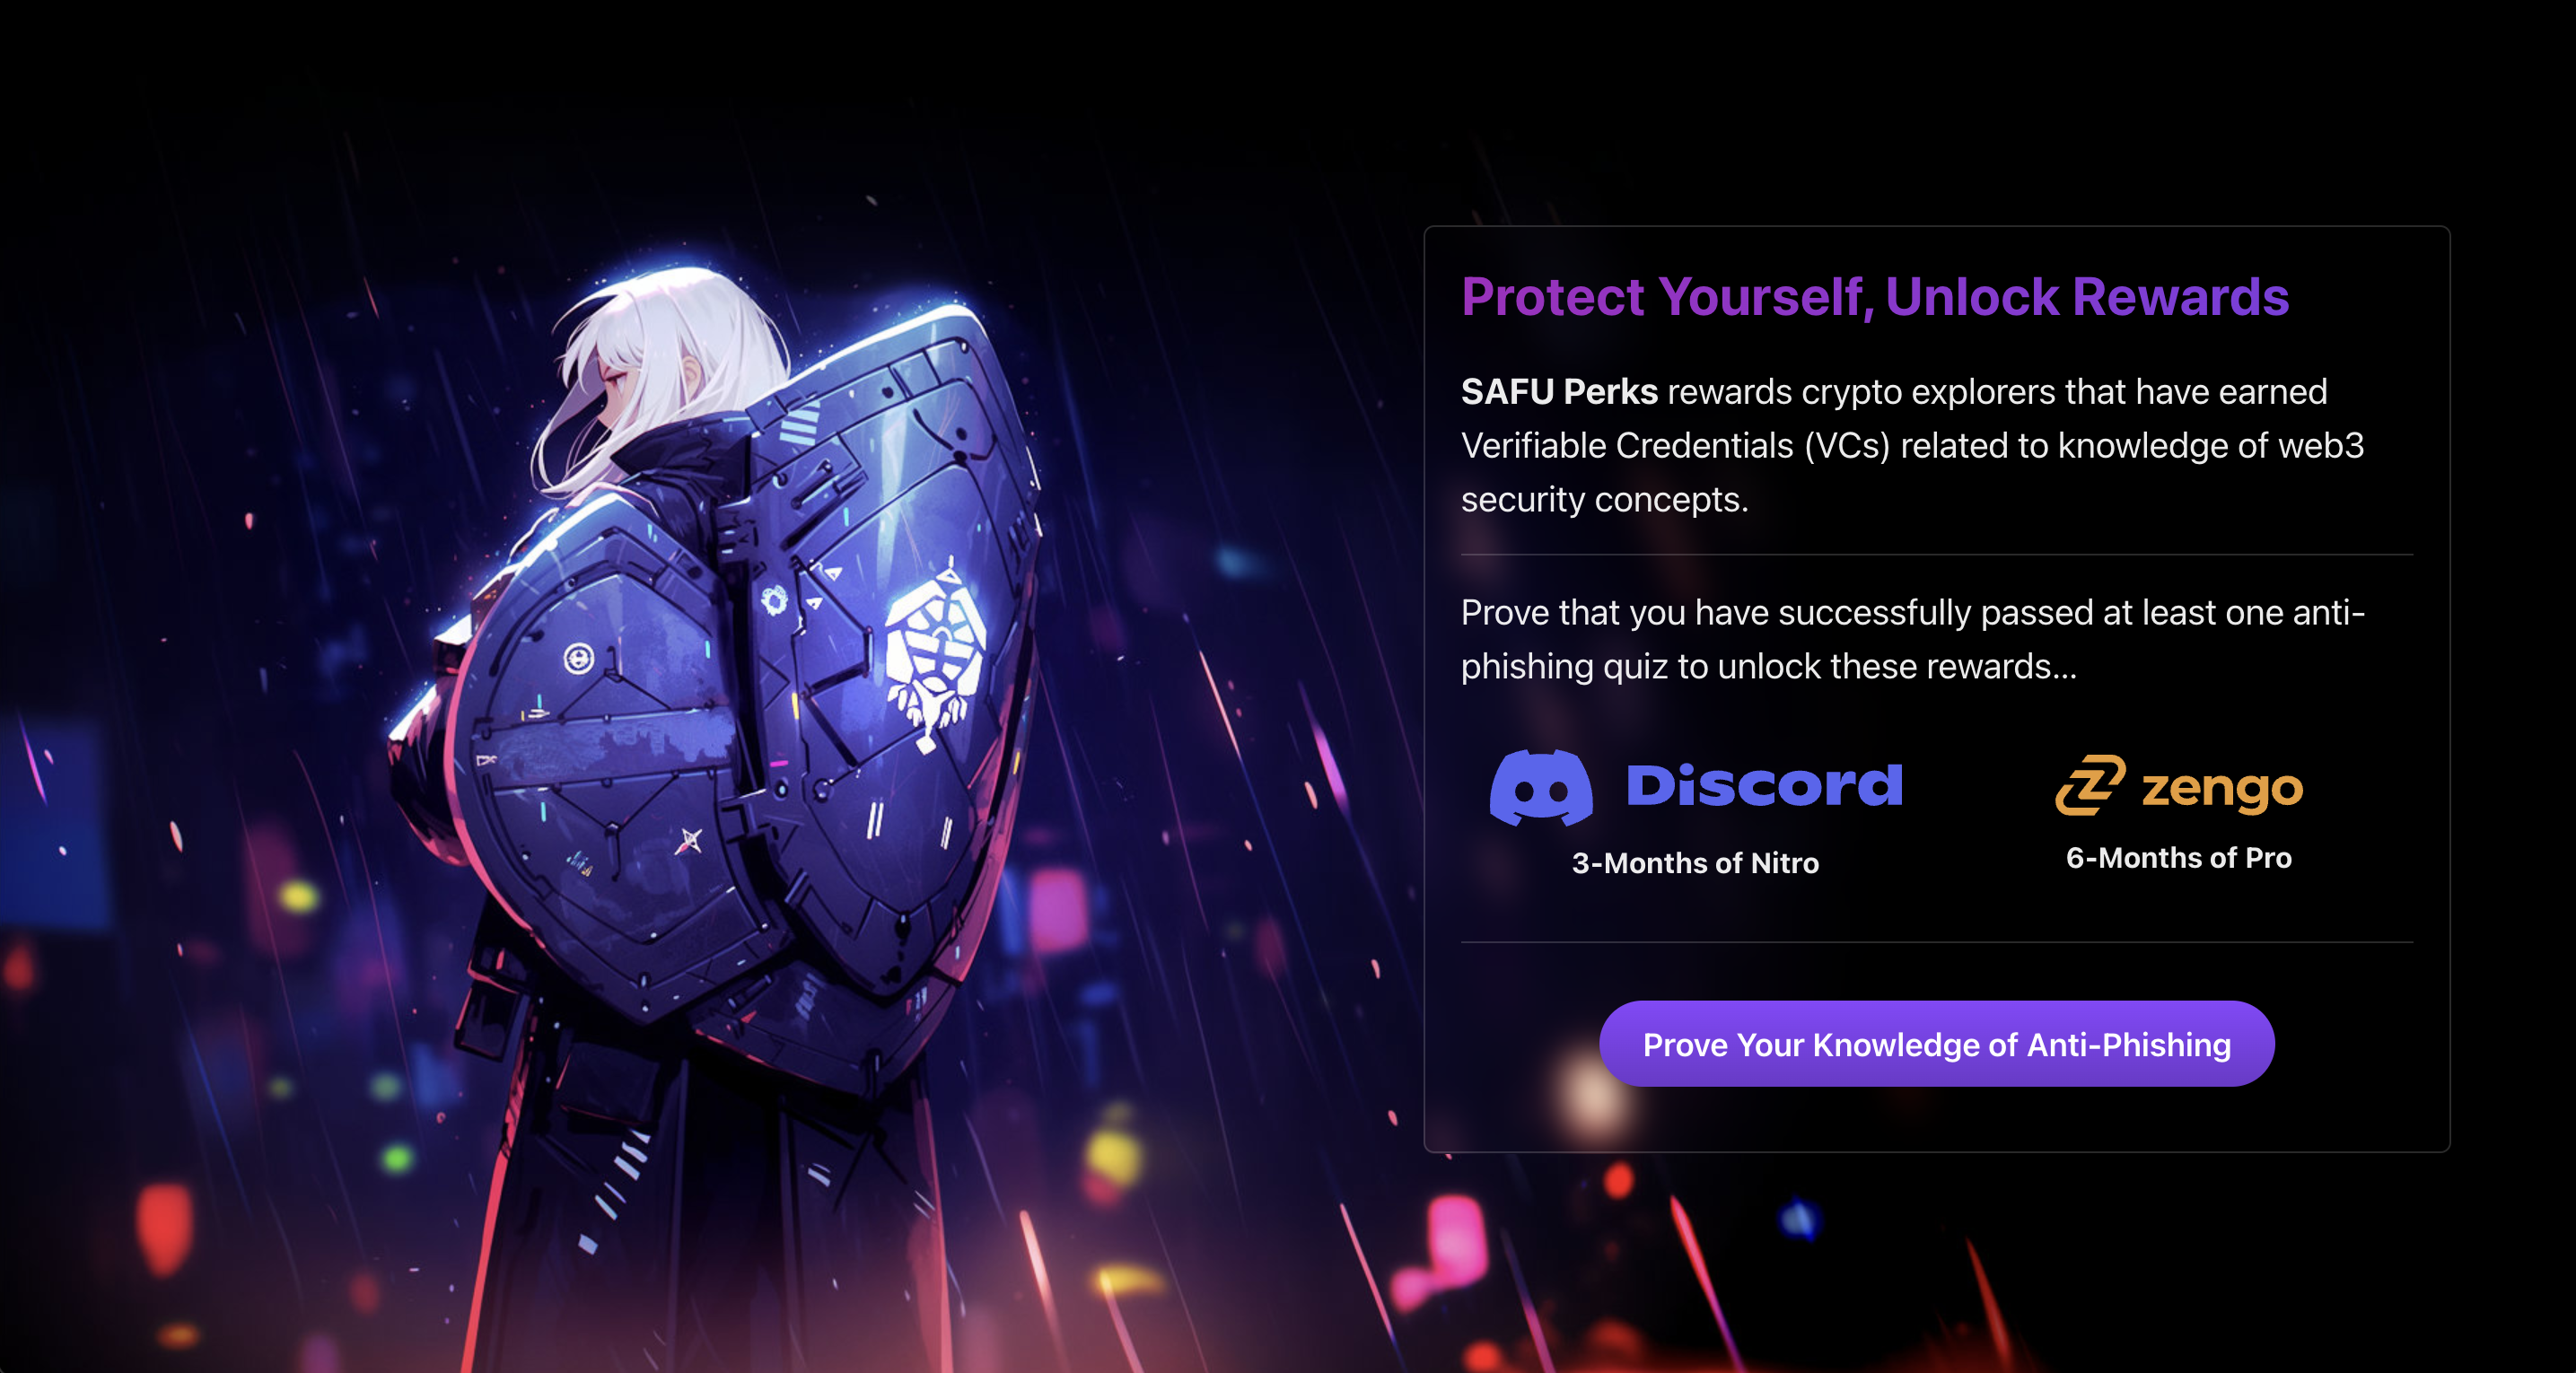 Protect Yourself, Unlock Rewards
SAFU Perks rewards crypto explorers that have earned
Verifiable Credentials (VCs) related to knowledge of web3
security concepts.
Prove that you have successfully passed at least one anti-
phishing quiz to unlock these rewards...
Discord
3-Months of Nitro
zengo
6-Months of Pro
Prove Your Knowledge of Anti-Phishing